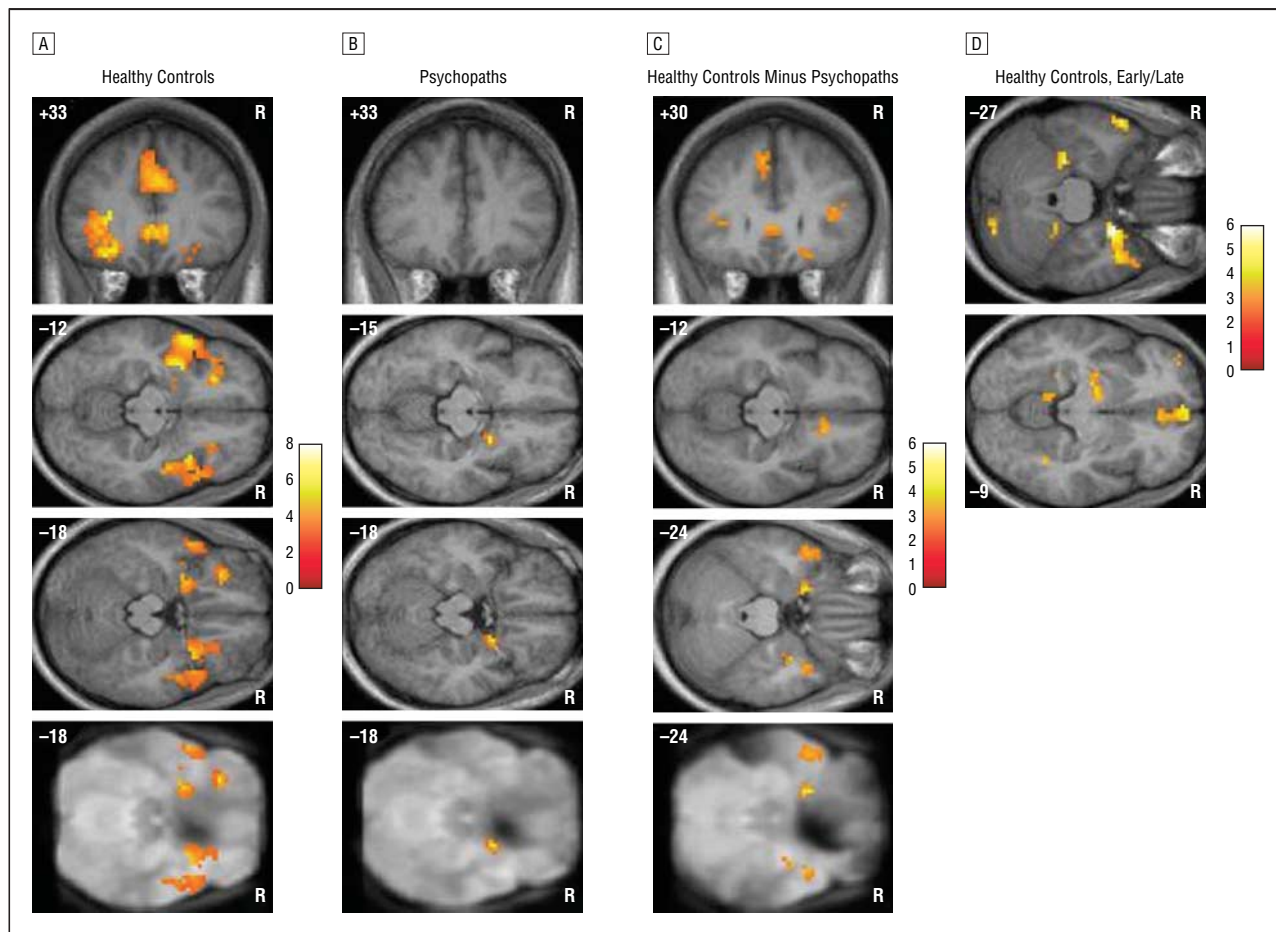 A
Healthy Controls
+33
R
−12
R
−18
R
−18
R
8
6
4
2
0
B
Psychopaths
+33
R
−15
R
−18
R
−18
R
C
Healthy Controls Minus Psychopaths
+30
R
−12
R
−24
R
−24
R
6
5
4
3
2
1
0
D
Healthy Controls, Early/Late
−27
R
−9
R
6
5
4
3
2
1
0